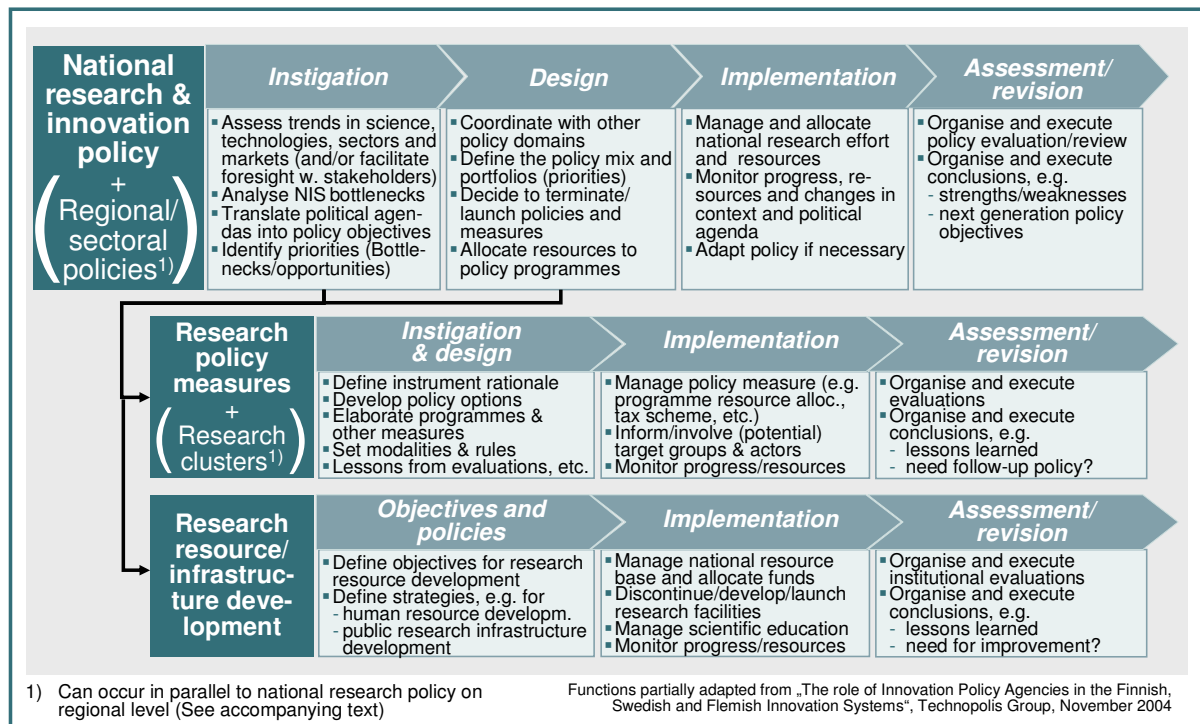 National
research &
innovation
policy
+
Regional/
sectoral
policies1)
Instigation
▪ Assess trends in science,
technologies, sectors and
markets (and/or facilitate
foresight w. stakeholders)
▪ Analyse NIS bottlenecks
▪ Translate political agen-
das into policy objectives
▪ Identify priorities (Bottle-
necks/opportunities)
Design
▪ Coordinate with other
policy domains
▪ Define the policy mix and
portfolios (priorities)
▪ Decide to terminate/
launch policies and
measures
▪ Allocate resources to
policy programmes
Implementation
▪ Manage and allocate
national research effort
and resources
▪ Monitor progress, re-
sources and changes in
context and political
agenda
▪ Adapt policy if necessary
Assessment/
revision
▪ Organise and execute
policy evaluation/review
▪ Organise and execute
conclusions, e.g.
- strengths/weaknesses
- next generation policy
objectives
Research
policy
measures
+
Research
clusters1)
Instigation
& design
▪ Define instrument rationale
▪ Develop policy options
▪ Elaborate programmes &
other measures
▪ Set modalities & rules
▪ Lessons from evaluations, etc.
Implementation
▪ Manage policy measure (e.g.
programme resource alloc.,
tax scheme, etc.)
▪ Inform/involve (potential)
target groups & actors
▪ Monitor progress/resources
Assessment/
revision
▪ Organise and execute
evaluations
▪ Organise and execute
conclusions, e.g.
- lessons learned
- need follow-up policy?
Research
resource/
infrastruc-
ture deve-
lopment
Objectives and
policies
▪ Define objectives for research
resource development
▪ Define strategies, e.g. for
- human resource developm.
- public research infrastructure
development
Implementation
▪ Manage national resource
base and allocate funds
▪ Discontinue/develop/launch
research facilities
▪ Manage scientific education
▪ Monitor progress/resources
Assessment/
revision
▪ Organise and execute
institutional evaluations
▪ Organise and execute
conclusions, e.g.
- lessons learned
- need for improvement?
1) Can occur in parallel to national research policy on
regional level (See accompanying text)
Functions partially adapted from „The role of Innovation Policy Agencies in the Finnish,
Swedish and Flemish Innovation Systems“, Technopolis Group, November 2004